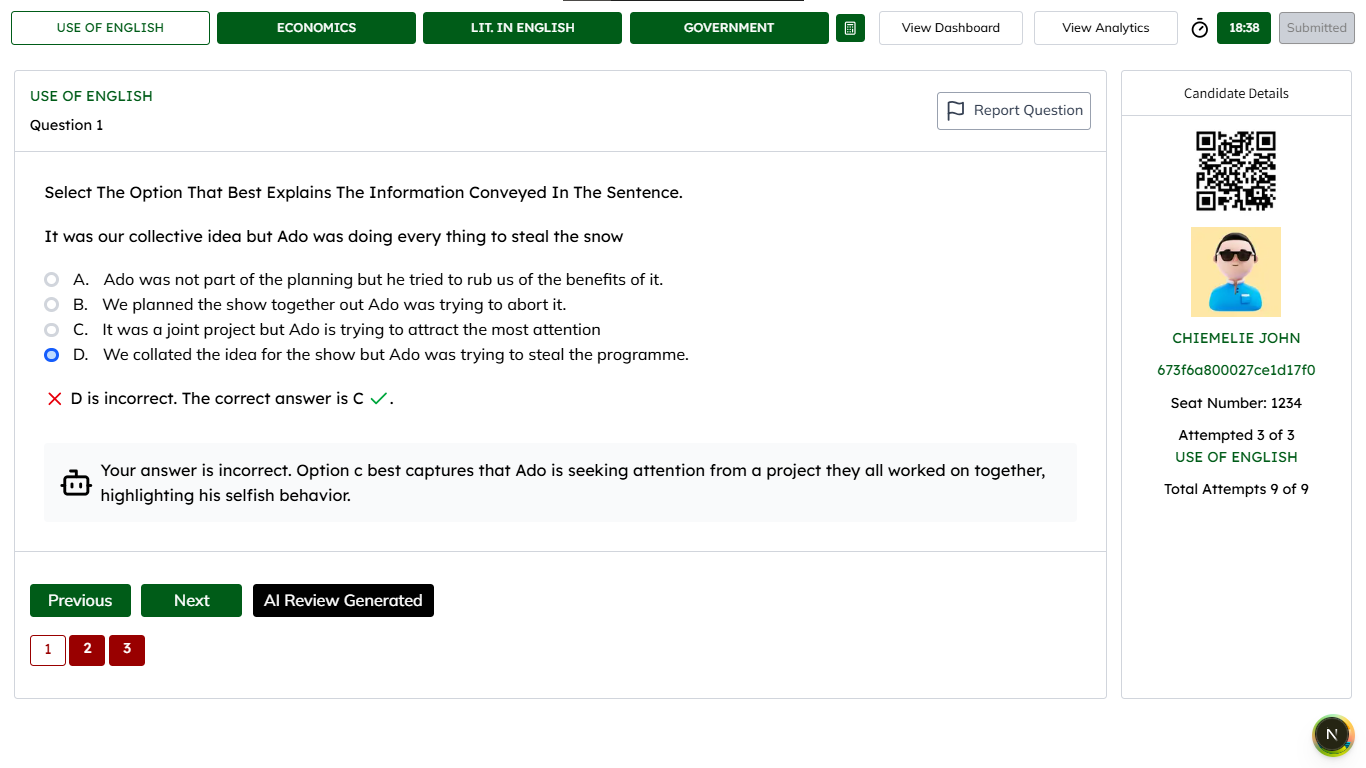 USE OF ENGLISH ECONOMICS LIT. IN ENGLISH GOVERNMENT View Dashboard View Analytics 18:38 Submitted
USE OF ENGLISH
Question 1
Report Question
Select The Option That Best Explains The Information Conveyed In The Sentence.
It was our collective idea but Ado was doing every thing to steal the snow
A. Ado was not part of the planning but he tried to rub us of the benefits of it.
B. We planned the show together out Ado was trying to abort it.
C. It was a joint project but Ado is trying to attract the most attention
D. We collated the idea for the show but Ado was trying to steal the programme.
D is incorrect. The correct answer is C ✓.
Your answer is incorrect. Option c best captures that Ado is seeking attention from a project they all worked on together,
highlighting his selfish behavior.
Previous Next AI Review Generated
1 2 3
Candidate Details
CHIEMELIE JOHN
673f6a800027ce1d17f0
Seat Number: 1234
Attempted 3 of 3
USE OF ENGLISH
Total Attempts 9 of 9
N